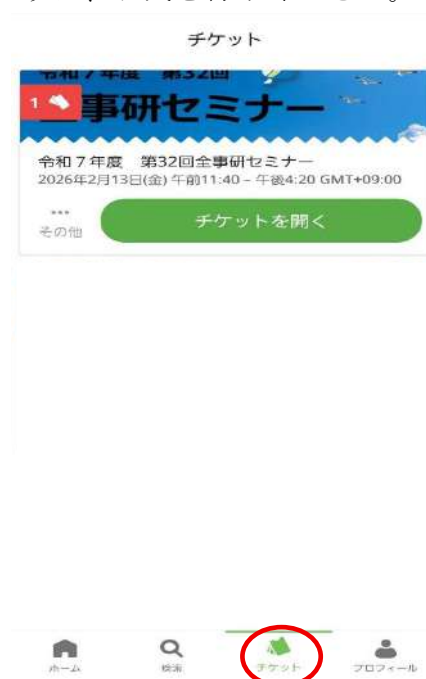 チケット
令和7年度 第32回
1
全事研セミナー
令和7年度 第32回全事研セミナー
2026年2月13日(金) 午前11:40 – 午後4:20 GMT+09:00
...
その他
チケットを開く
ホーム
検索
チケット
プロフィール